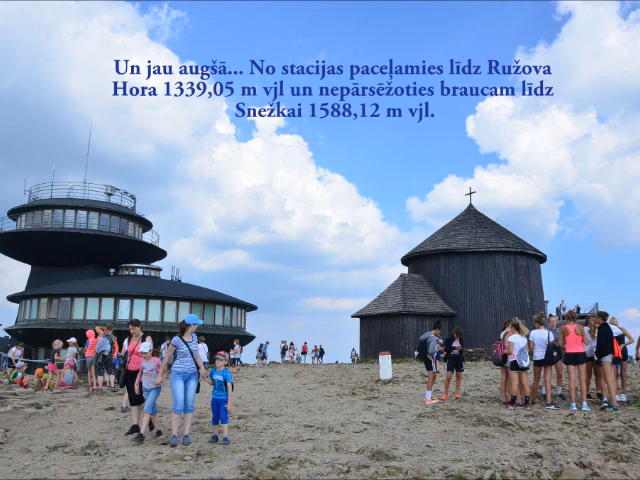 Un jau augšā... No stacijas paceļamies līdz Ružova
Hora 1339,05 m vjl un nepārsēžoties braucam līdz
Snežkai 1588,12 m vjl.